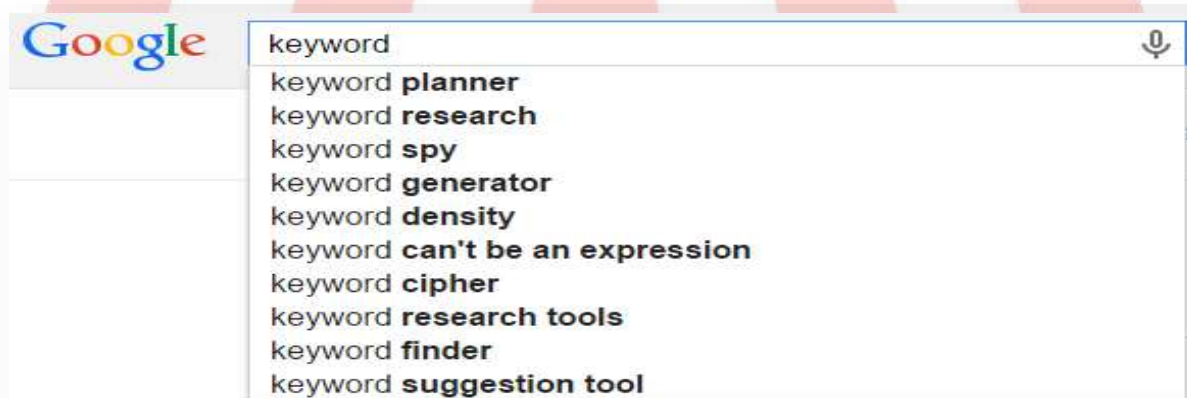 Google
keyword
keyword planner
keyword research
keyword spy
keyword generator
keyword density
keyword can't be an expression
keyword cipher
keyword research tools
keyword finder
keyword suggestion tool